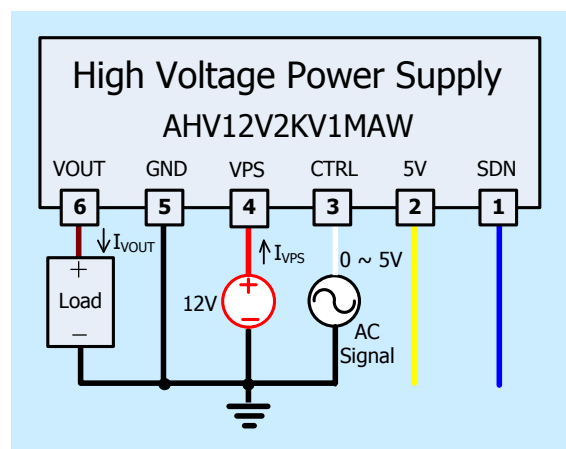 High Voltage Power Supply
AHV12V2KV1MAW
VOUT GND VPS CTRL 5V SDN
6 5 4 3 2 1
IVOUT IVPS 0 ~ 5V
+ +
Load 12V
− −
AC
Signal